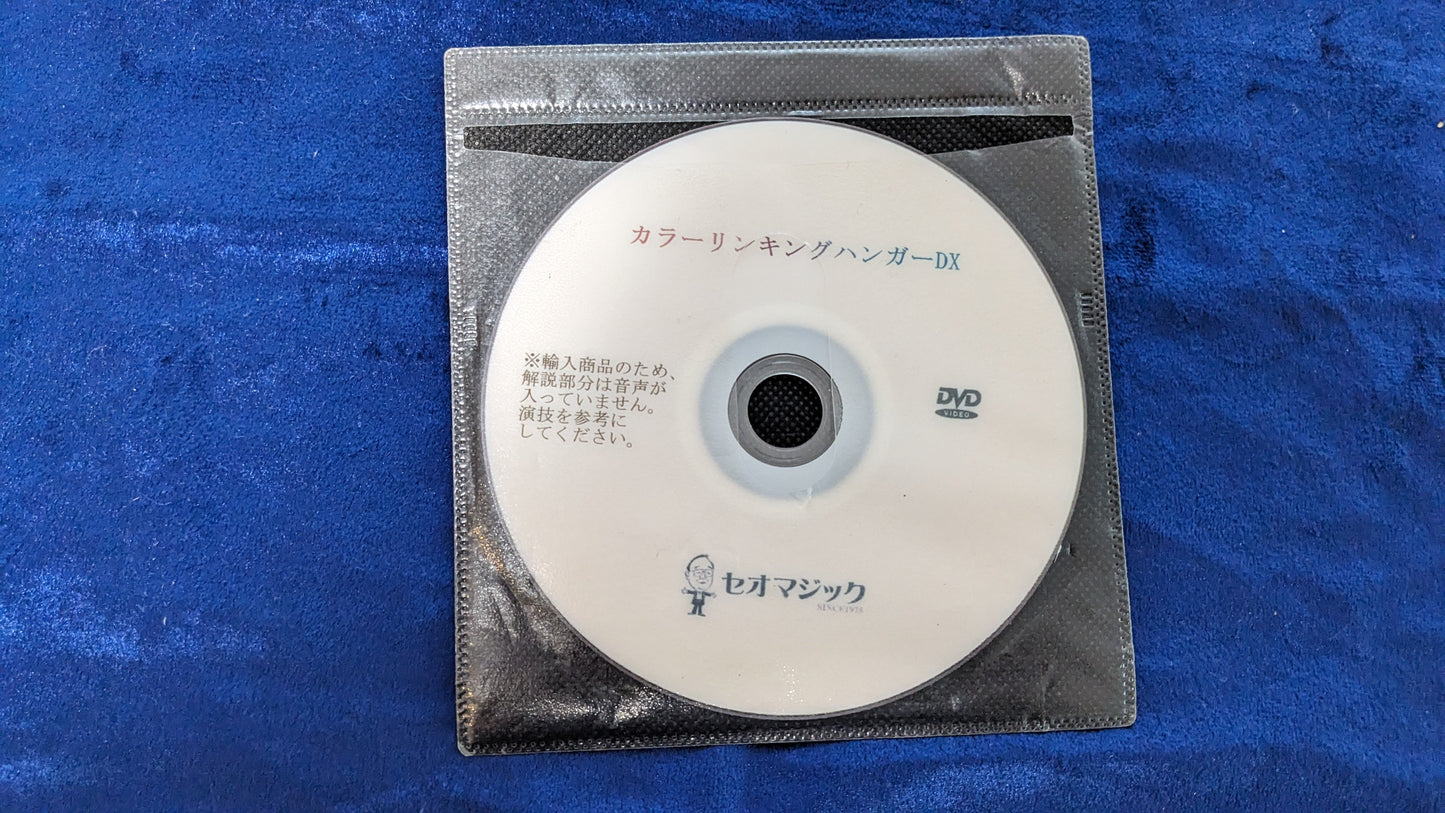 カラーリンキングハンガーDX
※輸入商品のため、
解説部分は音声が
入っていません。
演技を参考に
してください。
DVD
VIDEO
セオマジック
SINCE1975